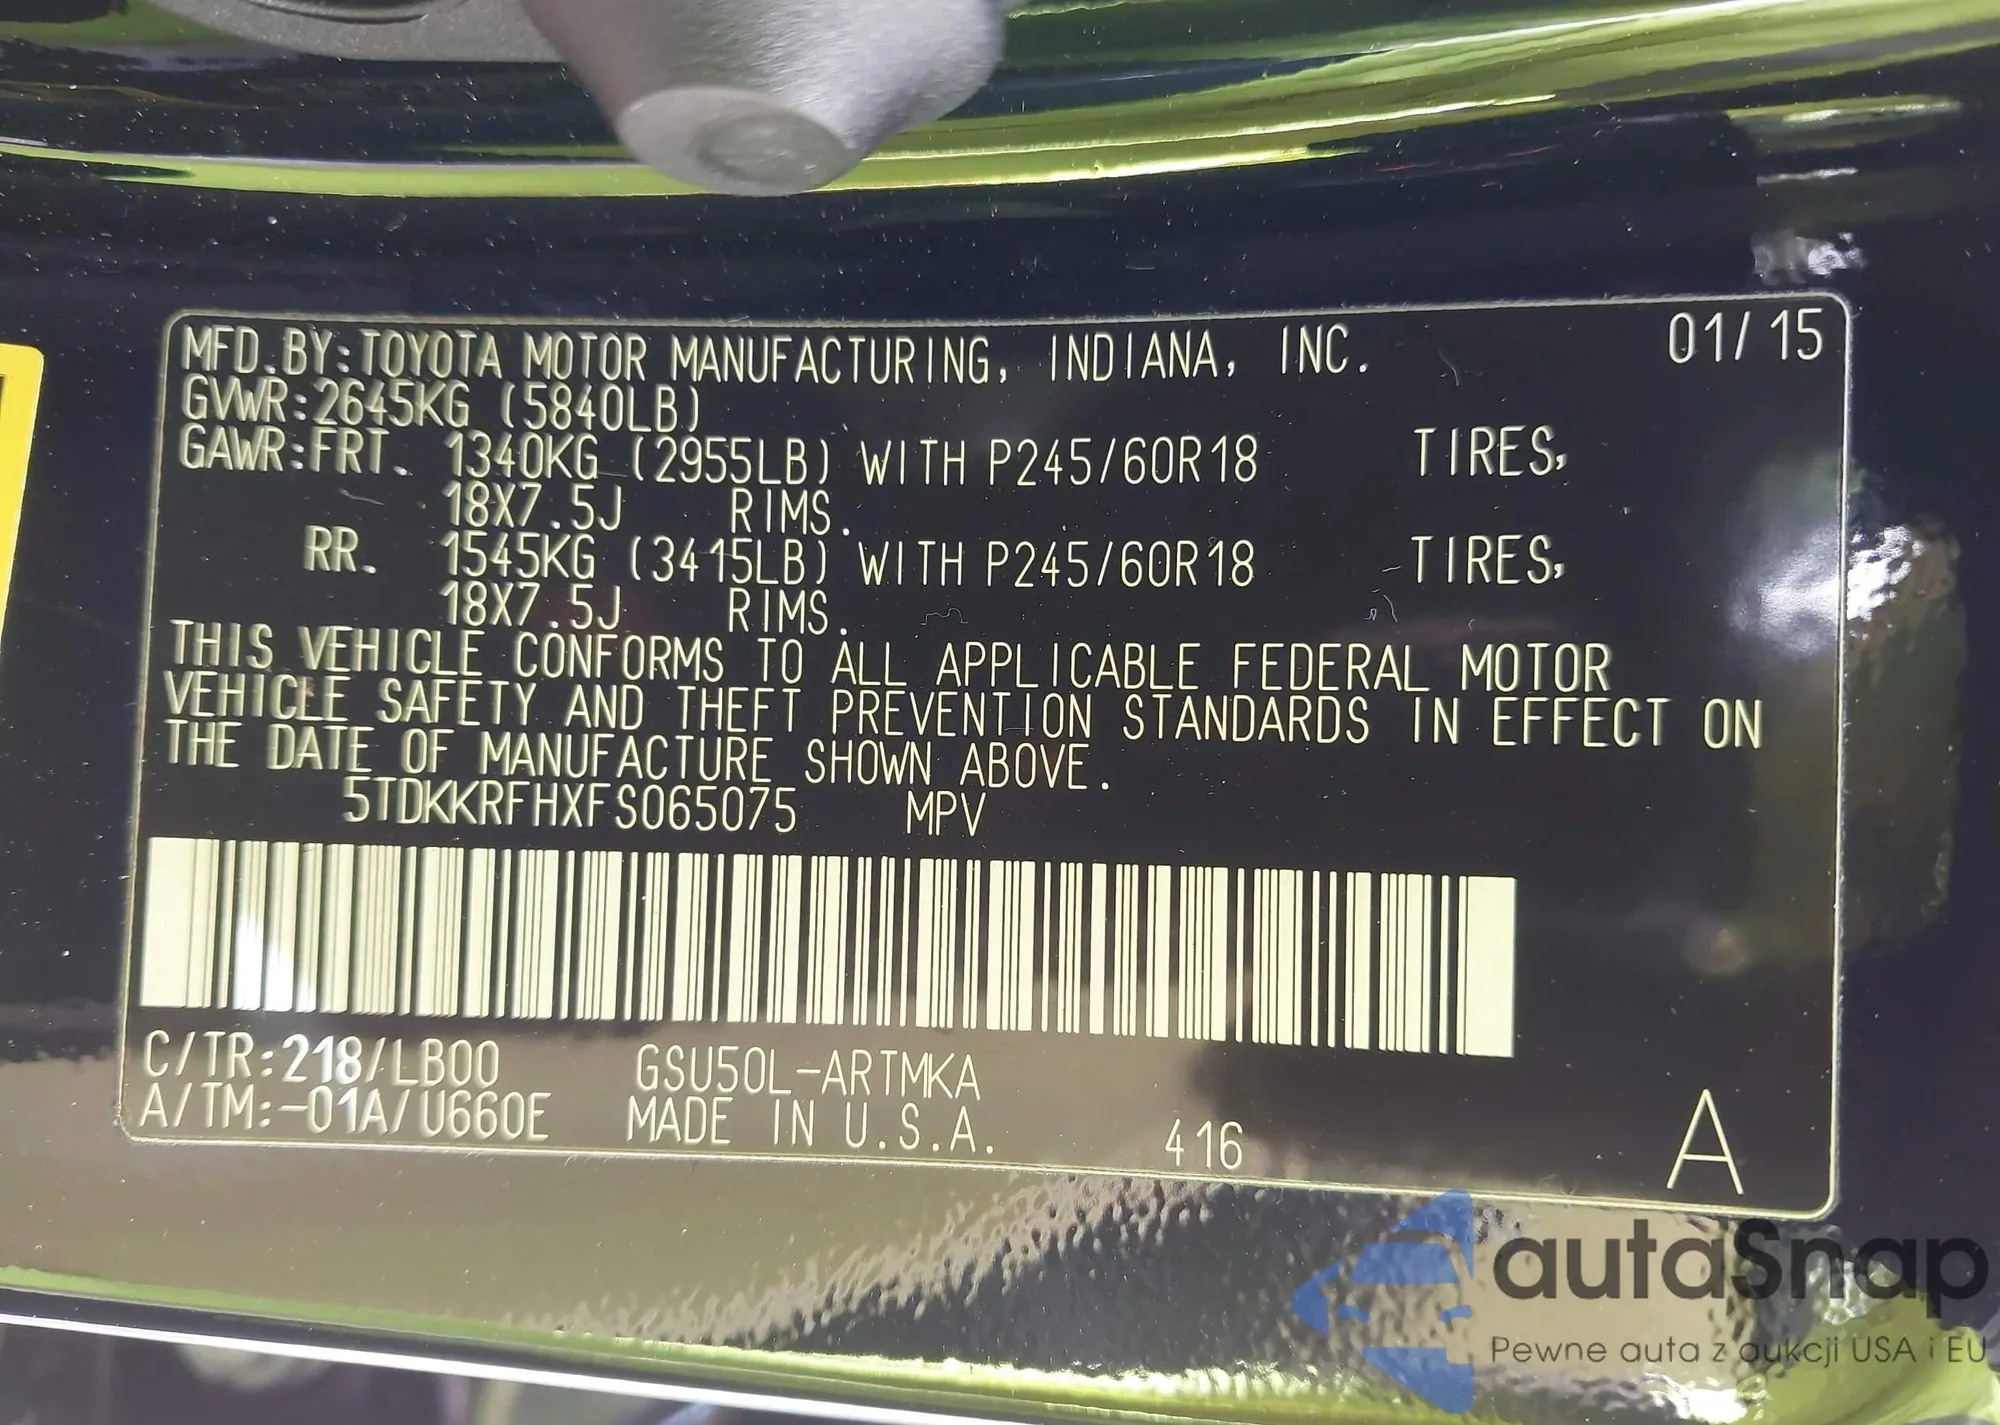 MFD.BY:TOYOTA MOTOR MANUFACTURING, INDIANA, INC. 01/15
GVWR:2645KG (5840LB)
GAWR:FRT. 1340KG (2955LB) WITH P245/60R18 TIRES,
18X7.5J RIMS.
RR. 1545KG (3415LB) WITH P245/60R18 TIRES,
18X7.5J RIMS.
THIS VEHICLE CONFORMS TO ALL APPLICABLE FEDERAL MOTOR
VEHICLE SAFETY AND THEFT PREVENTION STANDARDS IN EFFECT ON
THE DATE OF MANUFACTURE SHOWN ABOVE.
5TDKKRFHXFS065075 MPV
C/TR:218/LB00 GSU50L-ARTMKA
A/TM:-01A/U660E MADE IN U.S.A. 416 A
autaSnap
Pewne auta z aukcji USA i EU